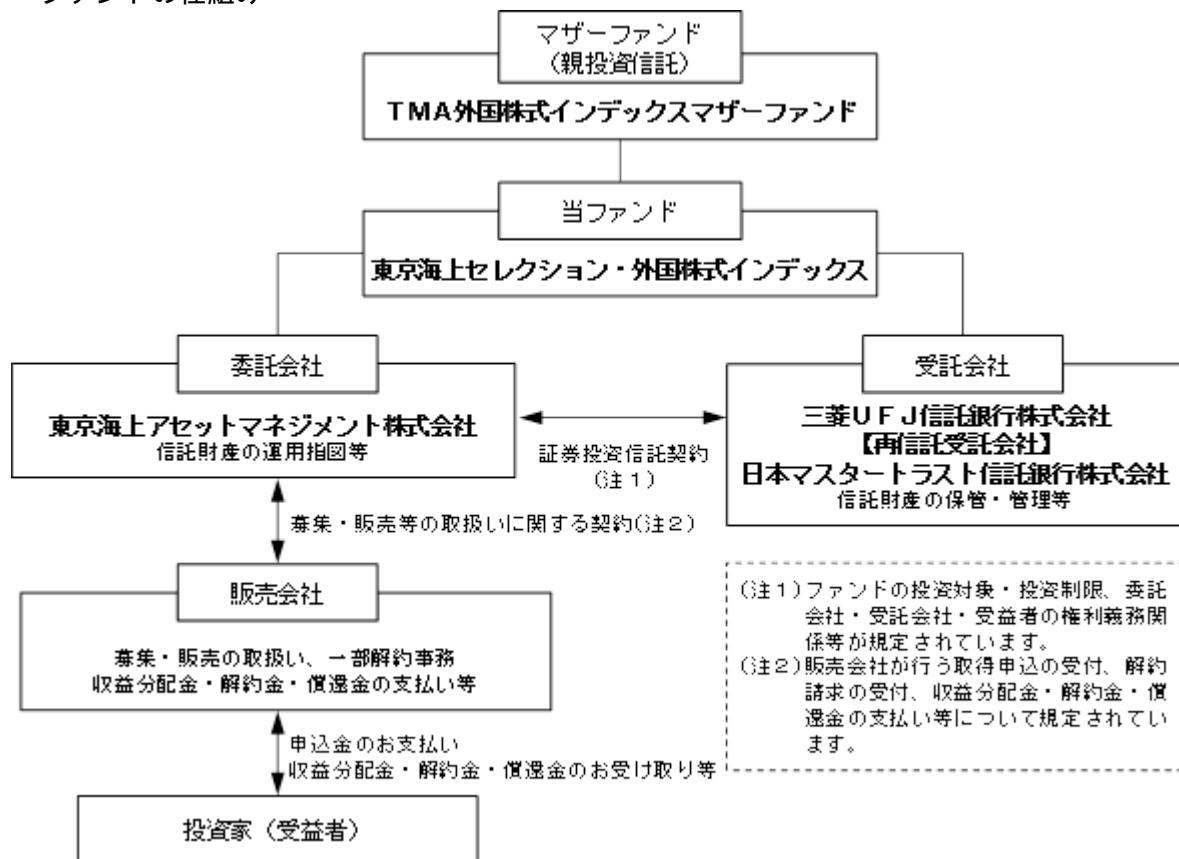 ファンドの仕組み
マザーファンド
(親投資信託)
TMA外国株式インデックスマザーファンド
当ファンド
東京海上セレクション・外国株式インデックス
委託会社
東京海上アセットマネジメント株式会社
信託財産の運用指図等
受託会社
三菱UFJ信託銀行株式会社
【再信託受託会社】
日本マスタートラスト信託銀行株式会社
信託財産の保管・管理等
証券投資信託契約
(注1)
募集・販売等の取扱いに関する契約(注2)
販売会社
募集・販売の取扱い、一部解約事務
収益分配金・解約金・償還金の支払い等
(注1)ファンドの投資対象・投資制限、委託
会社・受託会社・受益者の権利義務関
係等が規定されています。
(注2)販売会社が行う取得申込の受付、解約
請求の受付、収益分配金・解約金・償
還金の支払い等について規定されてい
ます。
申込金のお支払い
収益分配金・解約金・償還金のお受け取り等
投資家(受益者)